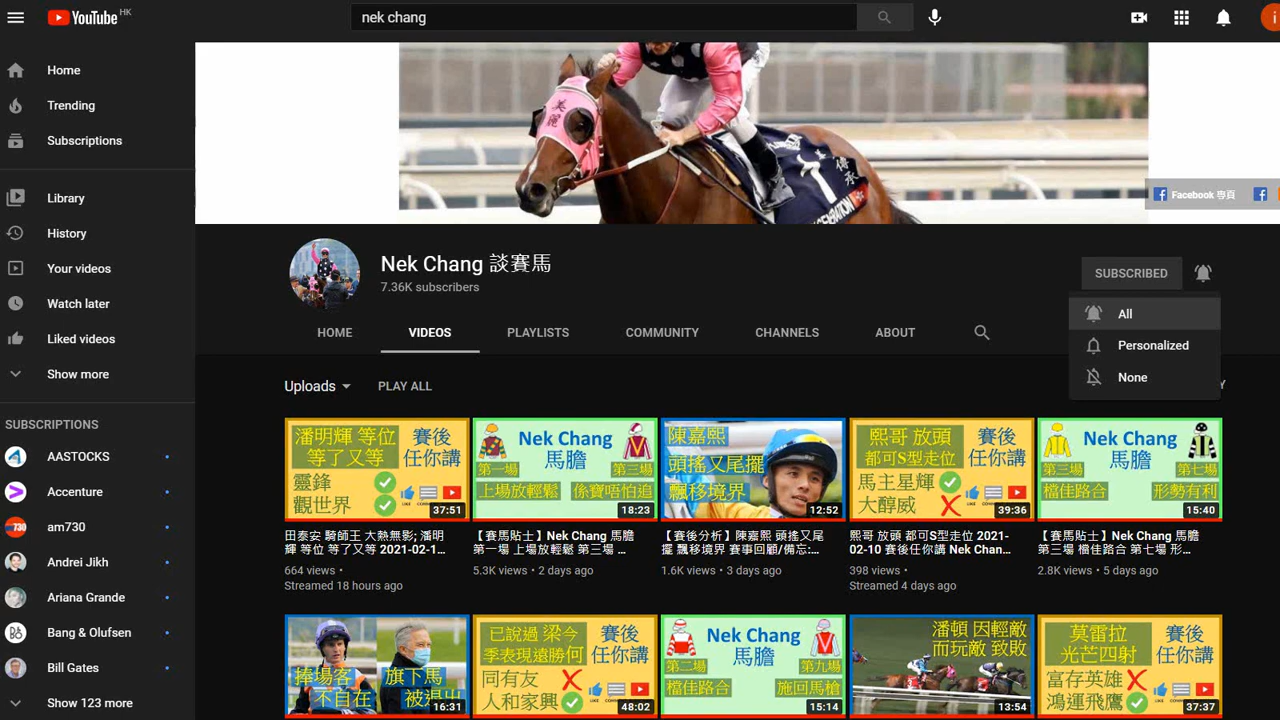 YouTube HK
nek chang
Home
Trending
Subscriptions
Library
History
Your videos
Watch later
Liked videos
Show more
SUBSCRIPTIONS
AASTOCKS
Accenture
am730
Andrei Jikh
Ariana Grande
Bang & Olufsen
Bill Gates
Show 123 more
美麗
傳承
1
Facebook 專頁
Nek Chang 談賽馬
7.36K subscribers
SUBSCRIBED
All
Personalized
None
HOME VIDEOS PLAYLISTS COMMUNITY CHANNELS ABOUT
Uploads PLAY ALL
潘明輝 等位
等了又等
賽後
任你講
靈鋒
觀世界
37:51
田泰安 騎師王 大熱無影; 潘明
輝 等位 等了又等 2021-02-1...
664 views •
Streamed 18 hours ago
Nek Chang
馬膽
第一場
第三場
上場放輕鬆
係寶唔怕追
18:23
【賽馬貼士】Nek Chang 馬膽
第一場 上場放輕鬆 第三場 ...
5.3K views • 2 days ago
陳嘉熙
頭搖又尾擺
飄移境界
12:52
【賽後分析】陳嘉熙 頭搖又尾
擺 飄移境界 賽事回顧/備忘:...
1.6K views • 3 days ago
熙哥 放頭
都可S型走位
賽後
任你講
馬主星輝
大醇威
39:36
熙哥 放頭 都可S型走位 2021-
02-10 賽後任你講 Nek Chan...
398 views •
Streamed 4 days ago
Nek Chang
馬膽
第三場
第七場
檔佳路合
形勢有利
15:40
【賽馬貼士】Nek Chang 馬膽
第三場 檔佳路合 第七場 形...
2.8K views • 5 days ago
捧場客
不自在
旗下馬
被退出
16:31
已說過 梁今
季表現遠勝何
賽後
任你講
同有友
人和家興
48:02
Nek Chang
馬膽
第二場
第九場
檔佳路合
施回馬槍
15:14
潘頓 因輕敵
而玩敵 致敗
13:54
莫雷拉
光芒四射
賽後
任你講
富存英雄
鴻運飛鷹
37:37